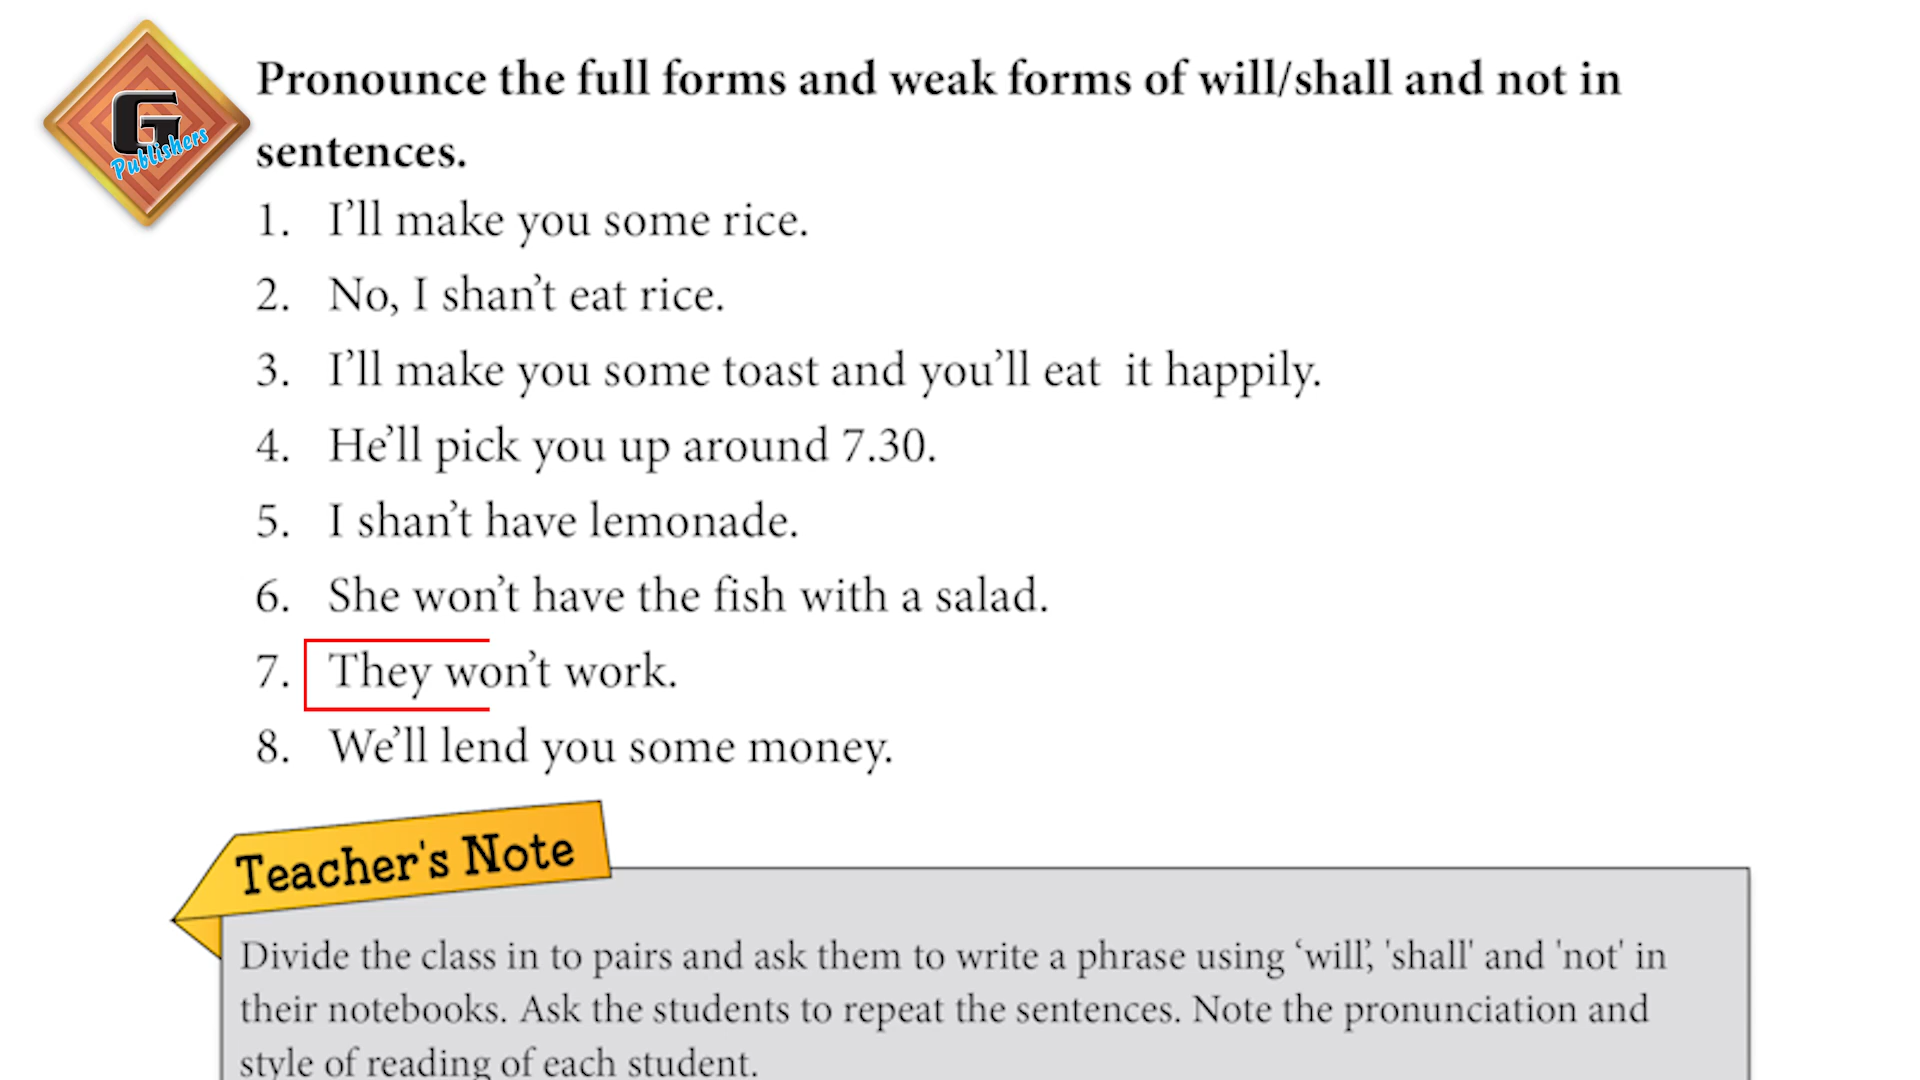 G
Publishers
Pronounce the full forms and weak forms of will/shall and not in
sentences.
1. I’ll make you some rice.
2. No, I shan’t eat rice.
3. I’ll make you some toast and you’ll eat it happily.
4. He’ll pick you up around 7.30.
5. I shan’t have lemonade.
6. She won’t have the fish with a salad.
7. They won’t work.
8. We’ll lend you some money.
Teacher's Note
Divide the class in to pairs and ask them to write a phrase using ‘will’, 'shall' and 'not' in
their notebooks. Ask the students to repeat the sentences. Note the pronunciation and
style of reading of each student.